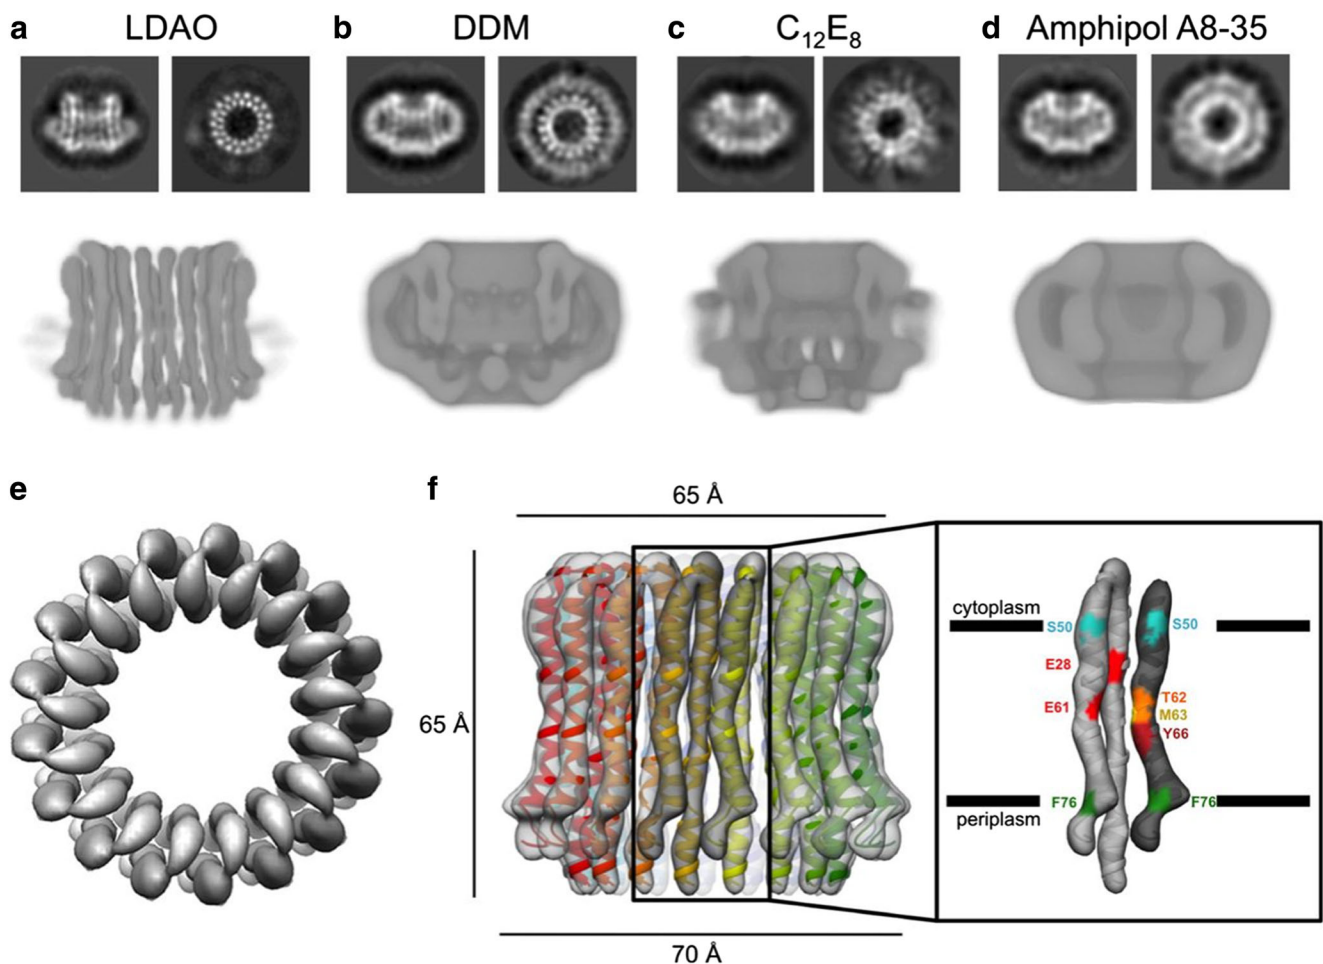 a LDAO
b DDM
c C₁₂E₈
d Amphipol A8-35
e
f
65 Å
65 Å
70 Å
cytoplasm
S50
S50
E28
E61
T62
M63
Y66
F76
F76
periplasm